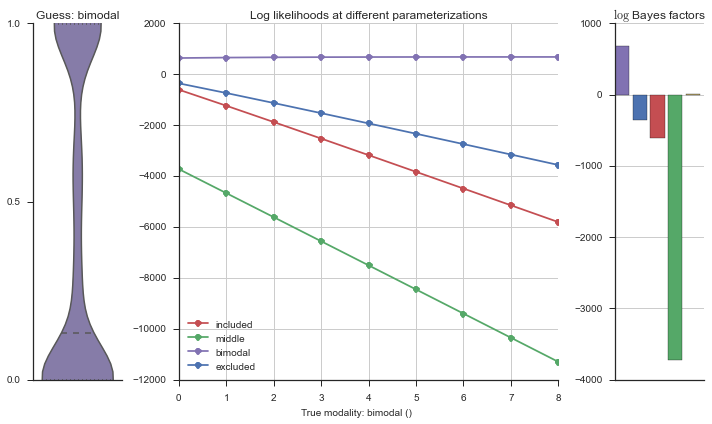 Guess: bimodal
1.0
0.5
0.0
Log likelihoods at different parameterizations
2000
0
−2000
−4000
−6000
−8000
−10000
−12000
included
middle
bimodal
excluded
0 1 2 3 4 5 6 7 8
True modality: bimodal ()
log Bayes factors
1000
0
−1000
−2000
−3000
−4000